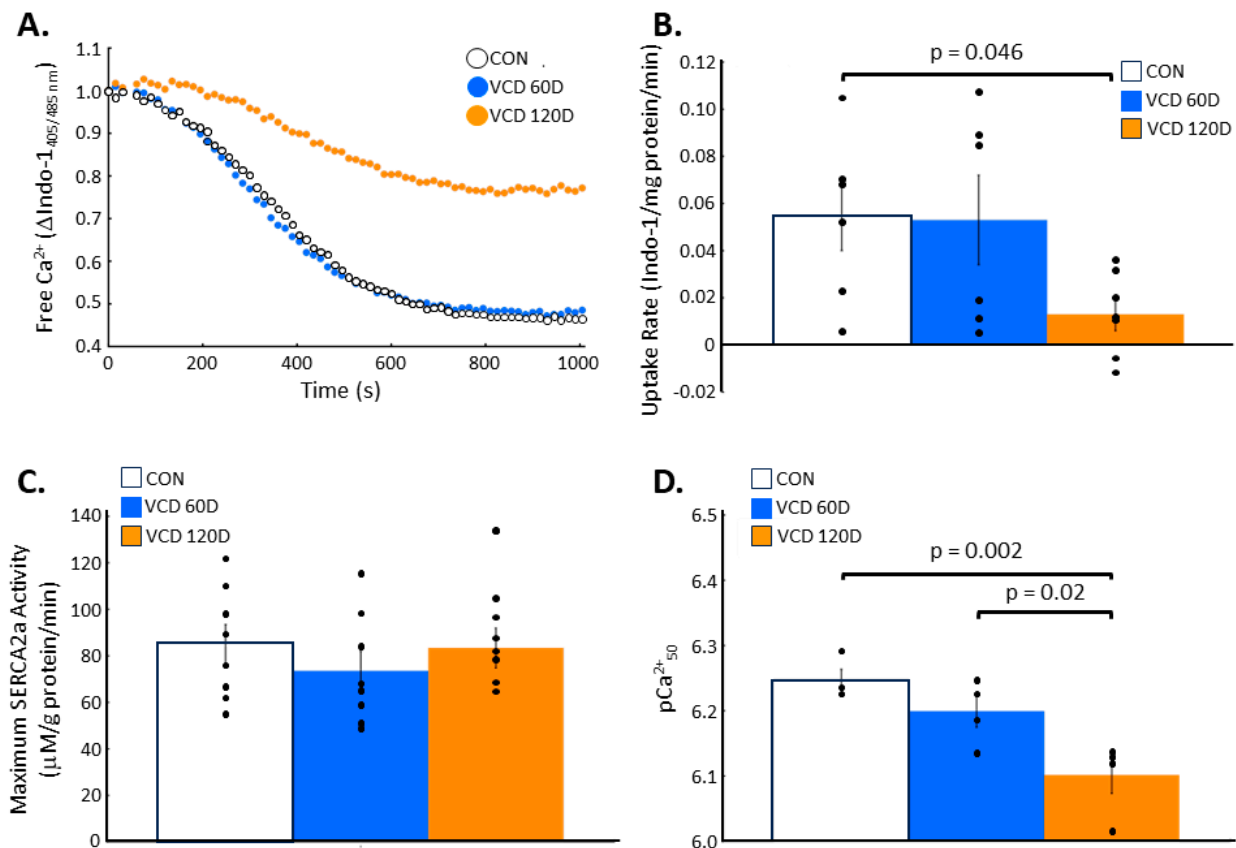 A.
Free Ca²⁺ (ΔIndo-1₄₀₅/₄₈₅ ₙₘ)
1.1
1.0
0.9
0.8
0.7
0.6
0.5
0.4
0 200 400 600 800 1000
Time (s)
CON
VCD 60D
VCD 120D
B.
Uptake Rate (Indo-1/mg protein/min)
0.12
0.10
0.08
0.06
0.04
0.02
0
-0.02
p = 0.046
CON
VCD 60D
VCD 120D
C.
CON
VCD 60D
VCD 120D
Maximum SERCA2a Activity
(μM/g protein/min)
140
120
100
80
60
40
20
0
D.
CON
VCD 60D
VCD 120D
pCa²⁺₅₀
6.5
6.4
6.3
6.2
6.1
6.0
p = 0.002
p = 0.02